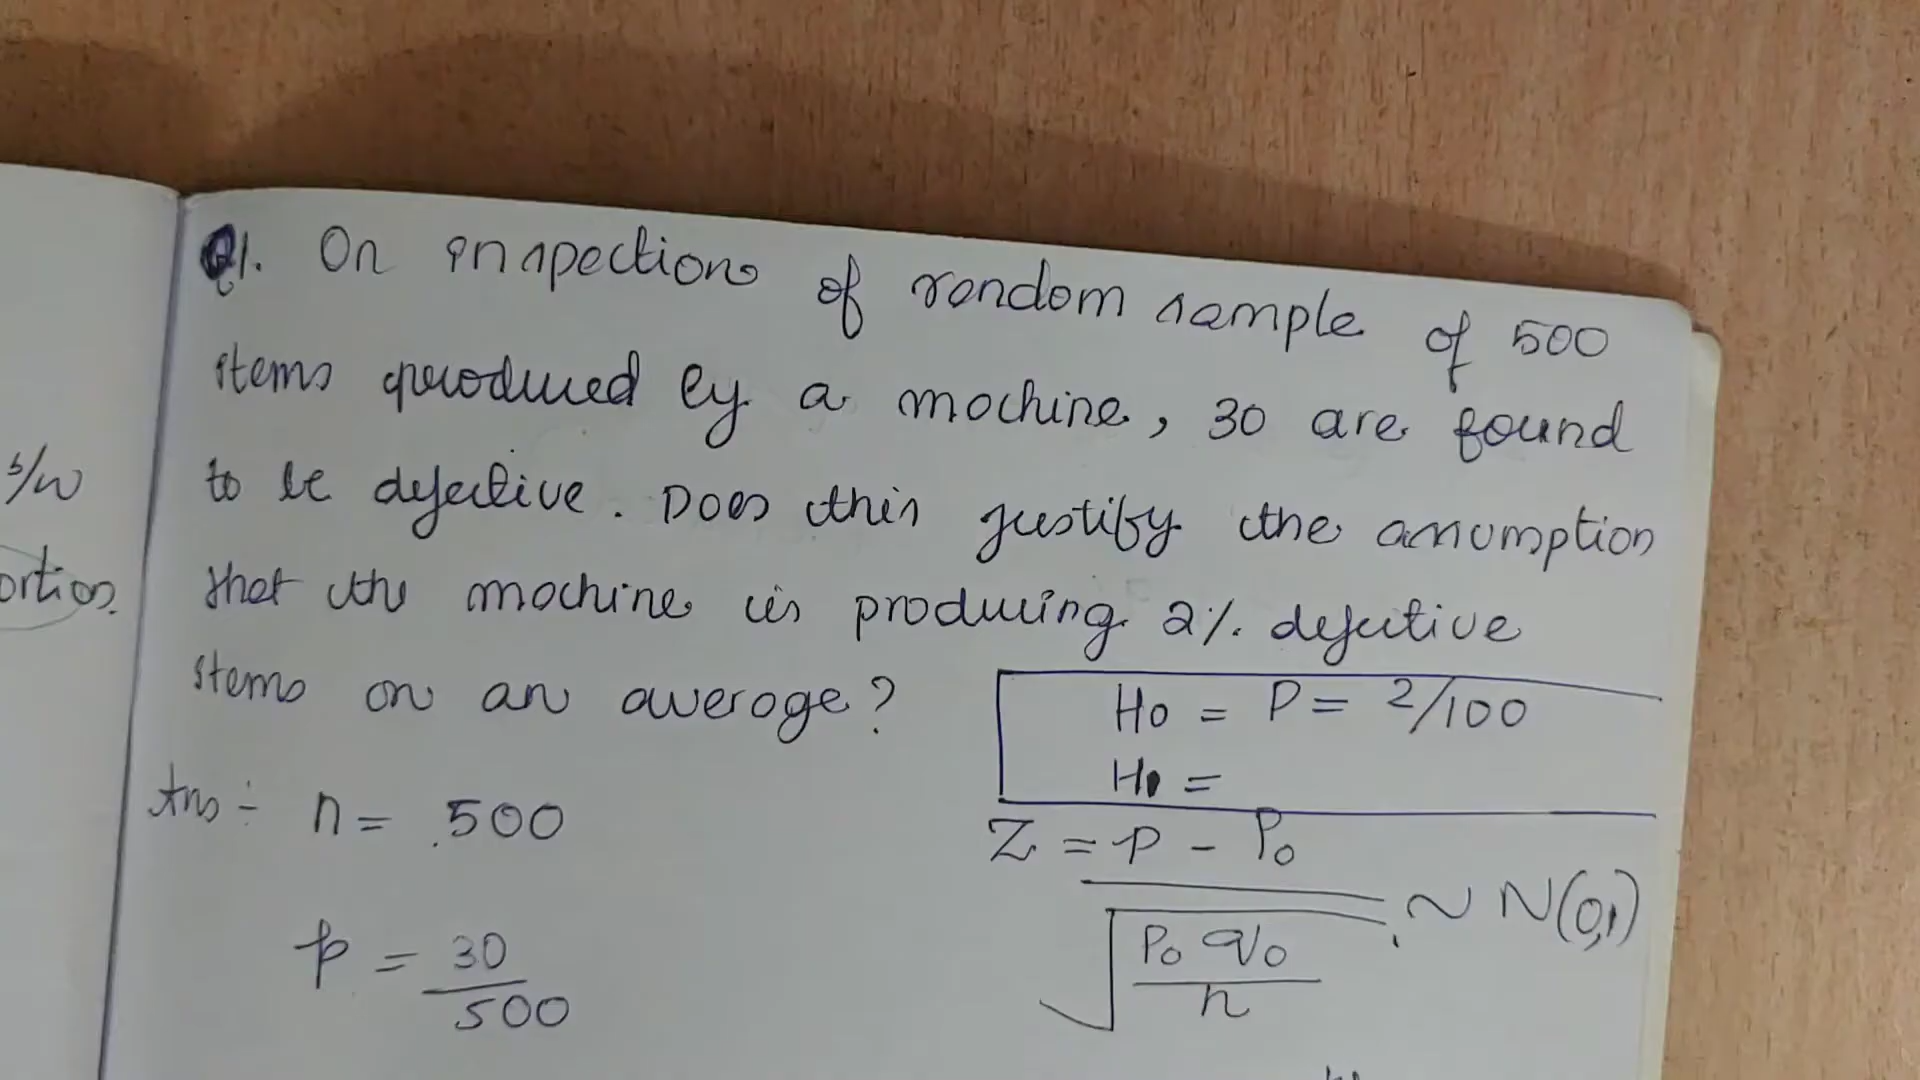 s/w
ortion.
Q1. On inspection of random sample of 500
items produced by a machine, 30 are found
to be defective. Does this justify the assumption
that the machine is producing 2% defective
items on an average?
H0 = P = 2/100
H1 =
Ans ÷ n = 500
Z = p - P0
~ N(0,1)
√ P0 q0
n
p = 30
500